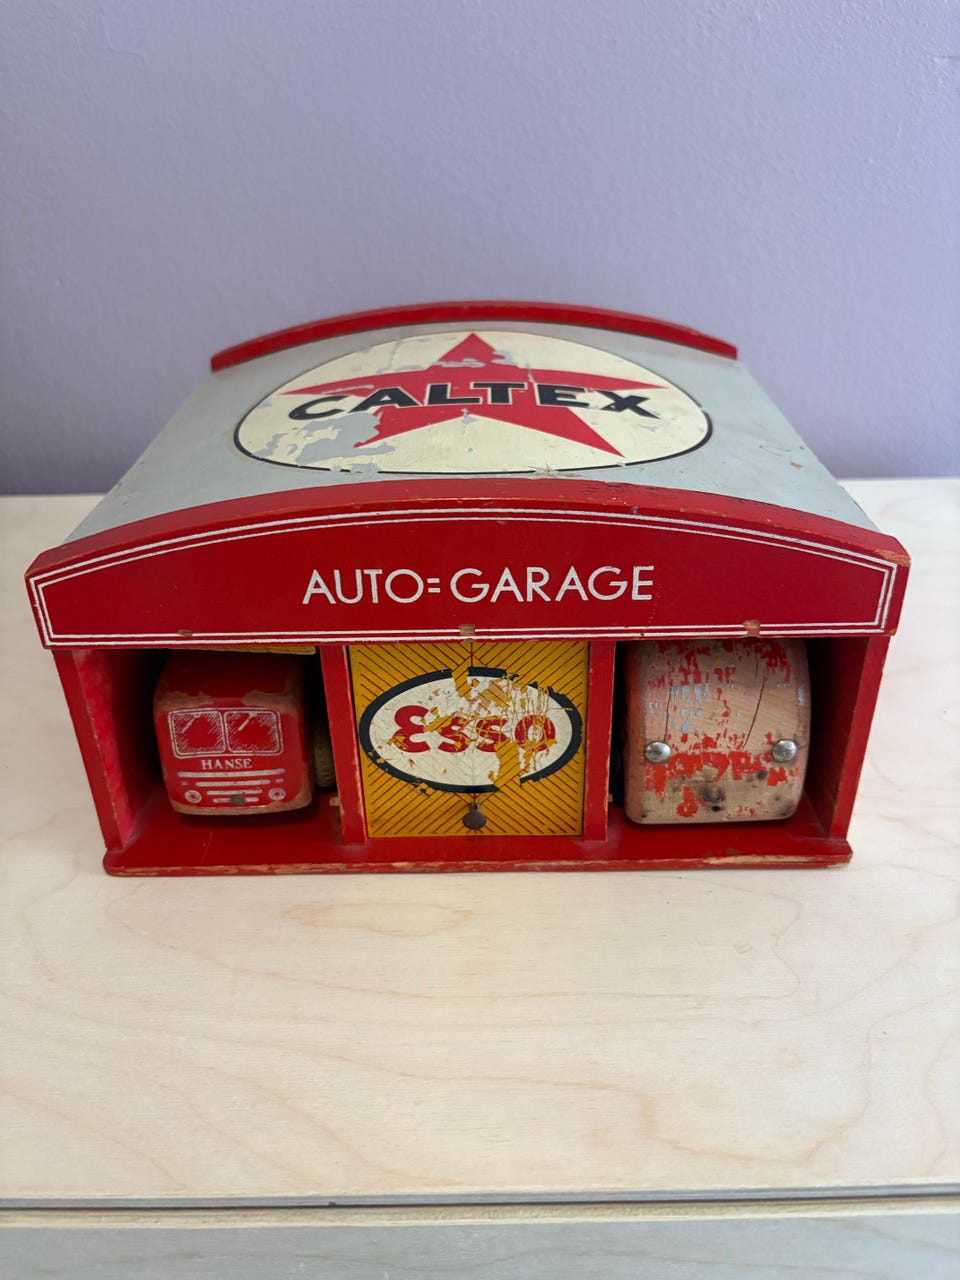 CALTEX
AUTO=GARAGE
HANSE
Esso